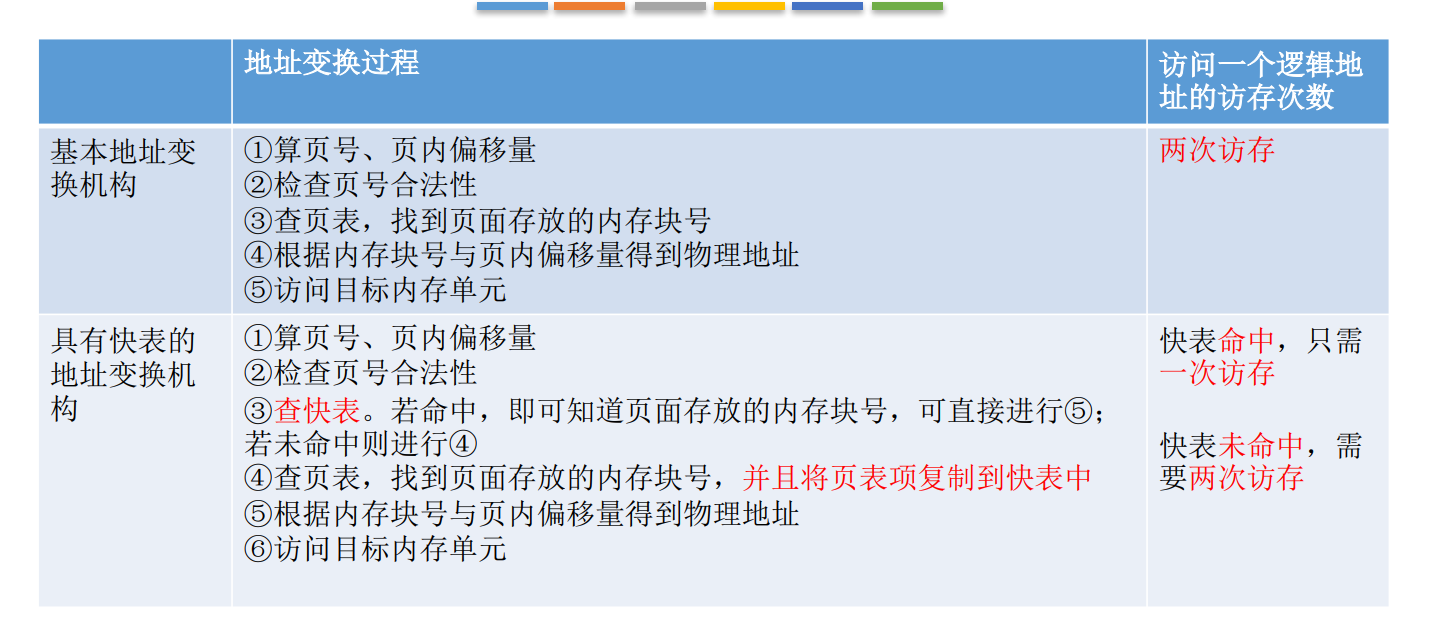 地址变换过程
访问一个逻辑地
址的访存次数
基本地址变
换机构
①算页号、页内偏移量
②检查页号合法性
③查页表，找到页面存放的内存块号
④根据内存块号与页内偏移量得到物理地址
⑤访问目标内存单元
两次访存
具有快表的
地址变换机
构
①算页号、页内偏移量
②检查页号合法性
③查快表。若命中，即可知道页面存放的内存块号，可直接进行⑤；
若未命中则进行④
④查页表，找到页面存放的内存块号，并且将页表项复制到快表中
⑤根据内存块号与页内偏移量得到物理地址
⑥访问目标内存单元
快表命中，只需
一次访存
快表未命中，需
要两次访存